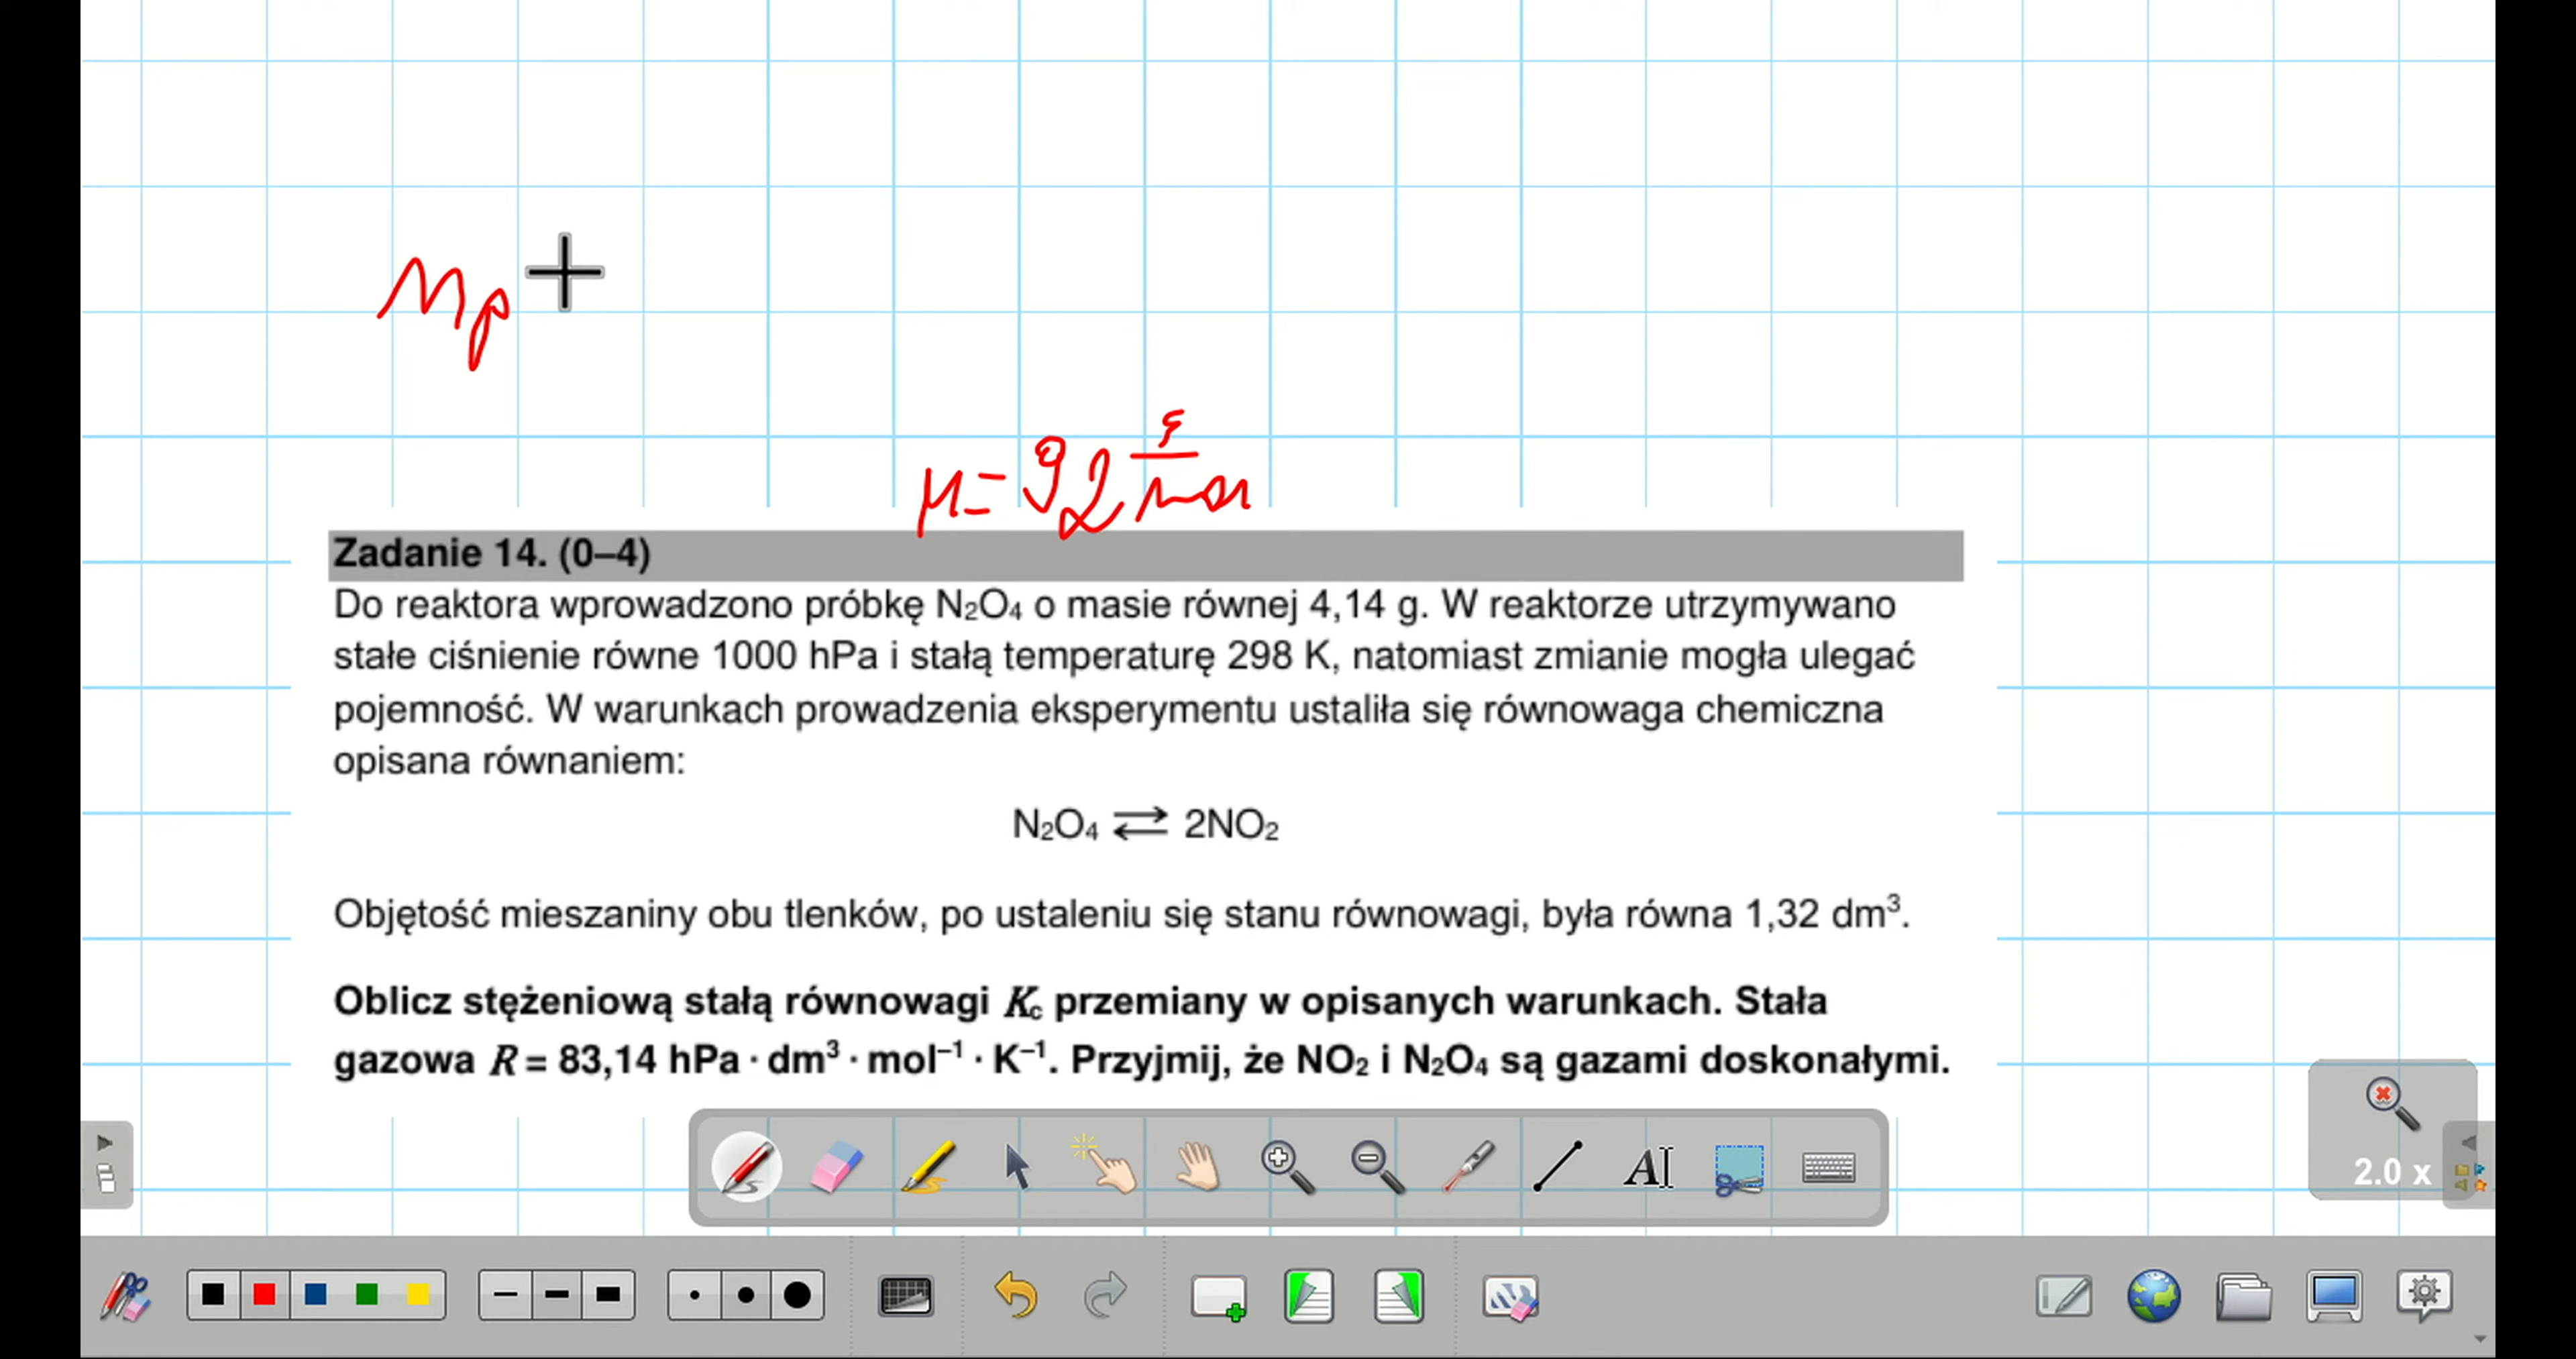 np
μ = 92 g/mol
Zadanie 14. (0–4)
Do reaktora wprowadzono próbkę N₂O₄ o masie równej 4,14 g. W reaktorze utrzymywano
stałe ciśnienie równe 1000 hPa i stałą temperaturę 298 K, natomiast zmianie mogła ulegać
pojemność. W warunkach prowadzenia eksperymentu ustaliła się równowaga chemiczna
opisana równaniem:
N₂O₄ ⇄ 2NO₂
Objętość mieszaniny obu tlenków, po ustaleniu się stanu równowagi, była równa 1,32 dm³.
Oblicz stężeniową stałą równowagi Kc przemiany w opisanych warunkach. Stała
gazowa R = 83,14 hPa · dm³ · mol⁻¹ · K⁻¹. Przyjmij, że NO₂ i N₂O₄ są gazami doskonałymi.
2.0 x